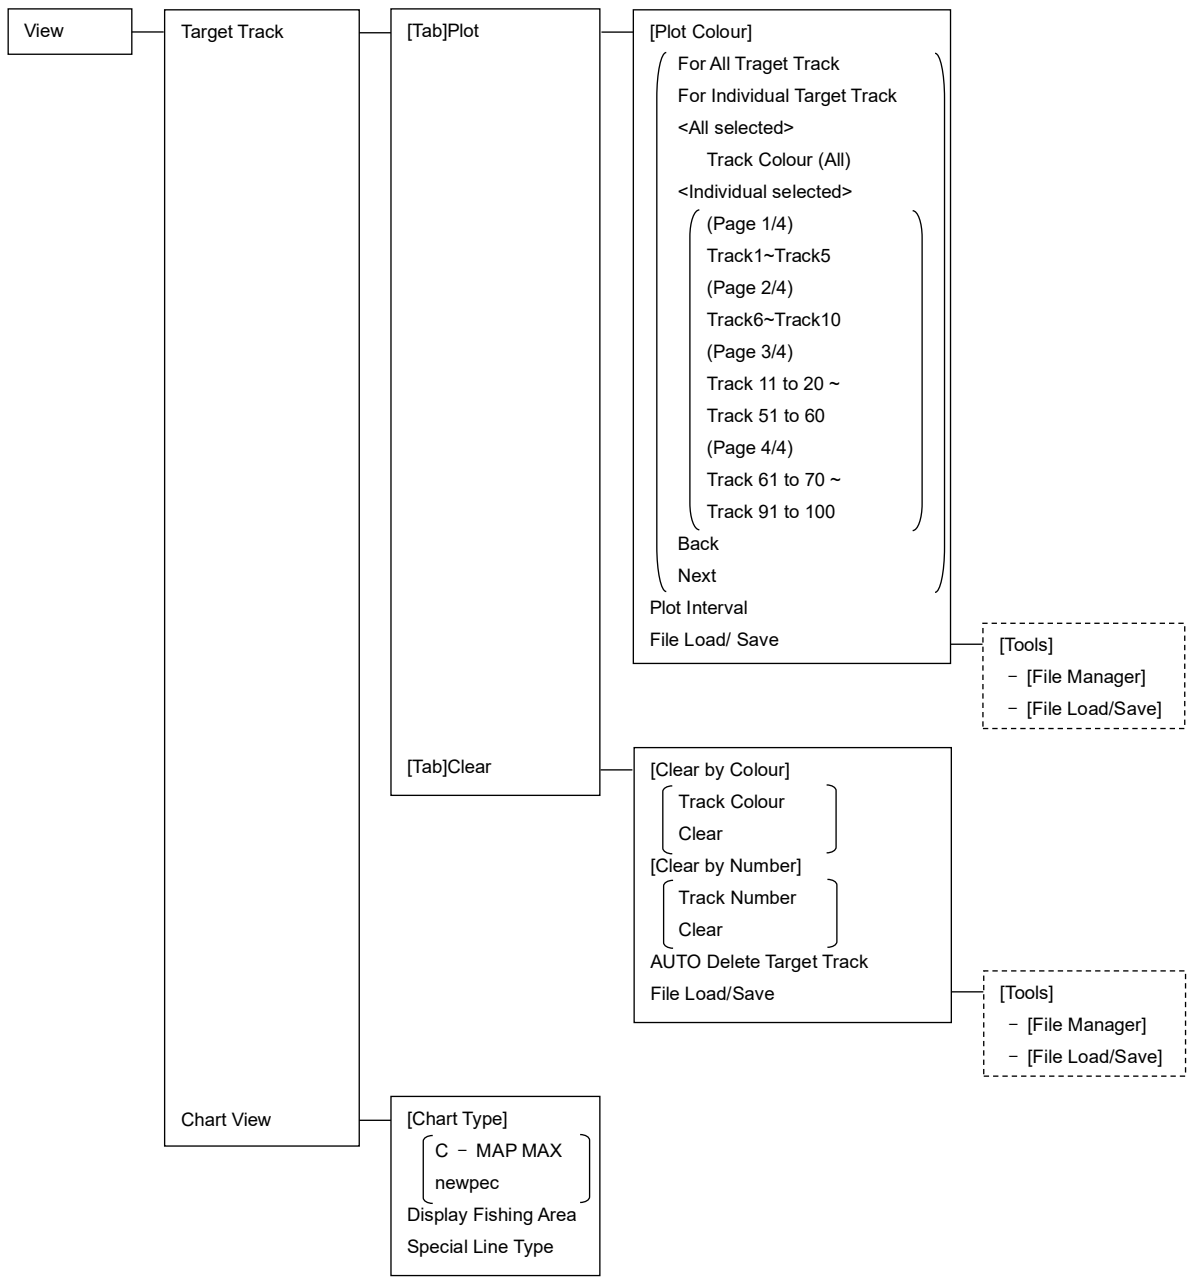 View
Target Track
[Tab]Plot
[Plot Colour]
For All Traget Track
For Individual Target Track
<All selected>
Track Colour (All)
<Individual selected>
(Page 1/4)
Track1~Track5
(Page 2/4)
Track6~Track10
(Page 3/4)
Track 11 to 20 ~
Track 51 to 60
(Page 4/4)
Track 61 to 70 ~
Track 91 to 100
Back
Next
Plot Interval
File Load/ Save
[Tools]
− [File Manager]
− [File Load/Save]
[Tab]Clear
[Clear by Colour]
Track Colour
Clear
[Clear by Number]
Track Number
Clear
AUTO Delete Target Track
File Load/Save
[Tools]
− [File Manager]
− [File Load/Save]
Chart View
[Chart Type]
C − MAP MAX
newpec
Display Fishing Area
Special Line Type